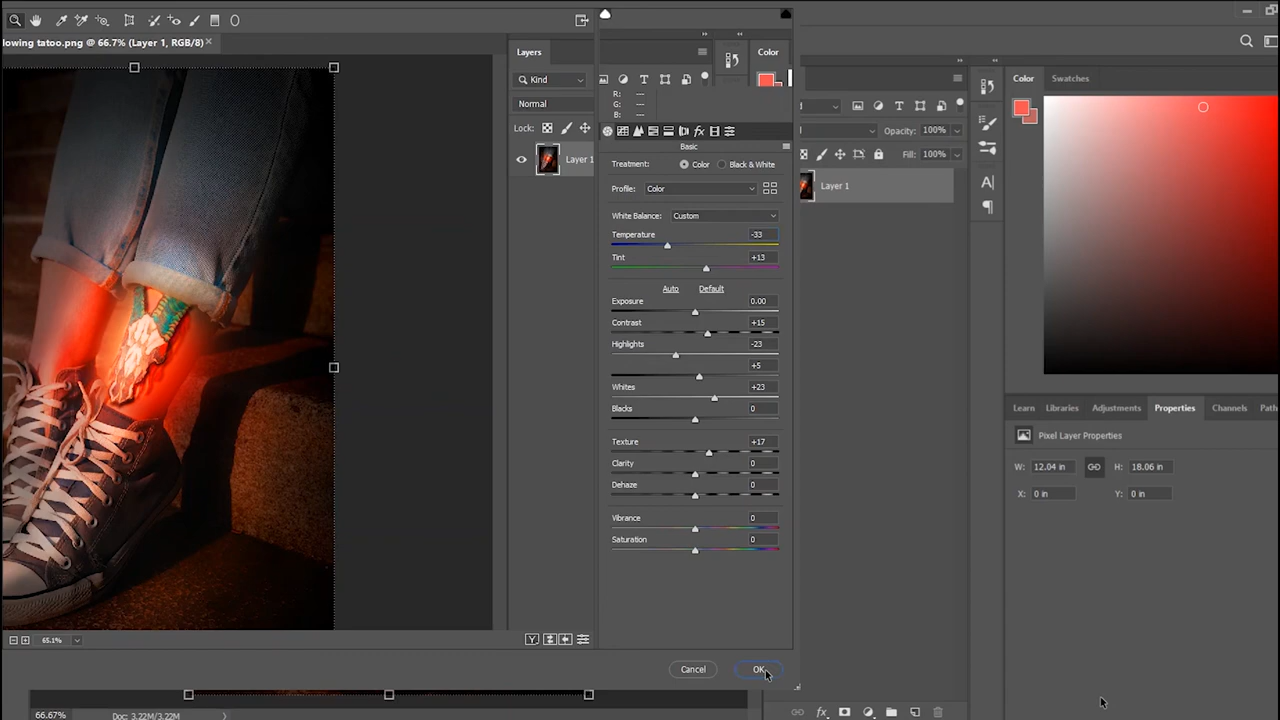 lowing tatoo.png @ 66.7% (Layer 1, RGB/8)
Layers
Color
Kind
Normal
Lock:
Layer 1
R: —
G: —
B: —
Basic
Treatment: Color Black & White
Profile: Color
White Balance: Custom
Temperature -33
Tint +13
Auto Default
Exposure 0.00
Contrast +15
Highlights -23
+5
Whites +23
Blacks 0
Texture +17
Clarity 0
Dehaze 0
Vibrance 0
Saturation 0
65.1%
Cancel OK
66.67% Doc: 3.22M/3.22M
Opacity: 100%
Fill: 100%
Layer 1
fx
Color Swatches
Learn Libraries Adjustments Properties Channels Path
Pixel Layer Properties
W: 12.04 in H: 18.06 in
X: 0 in Y: 0 in